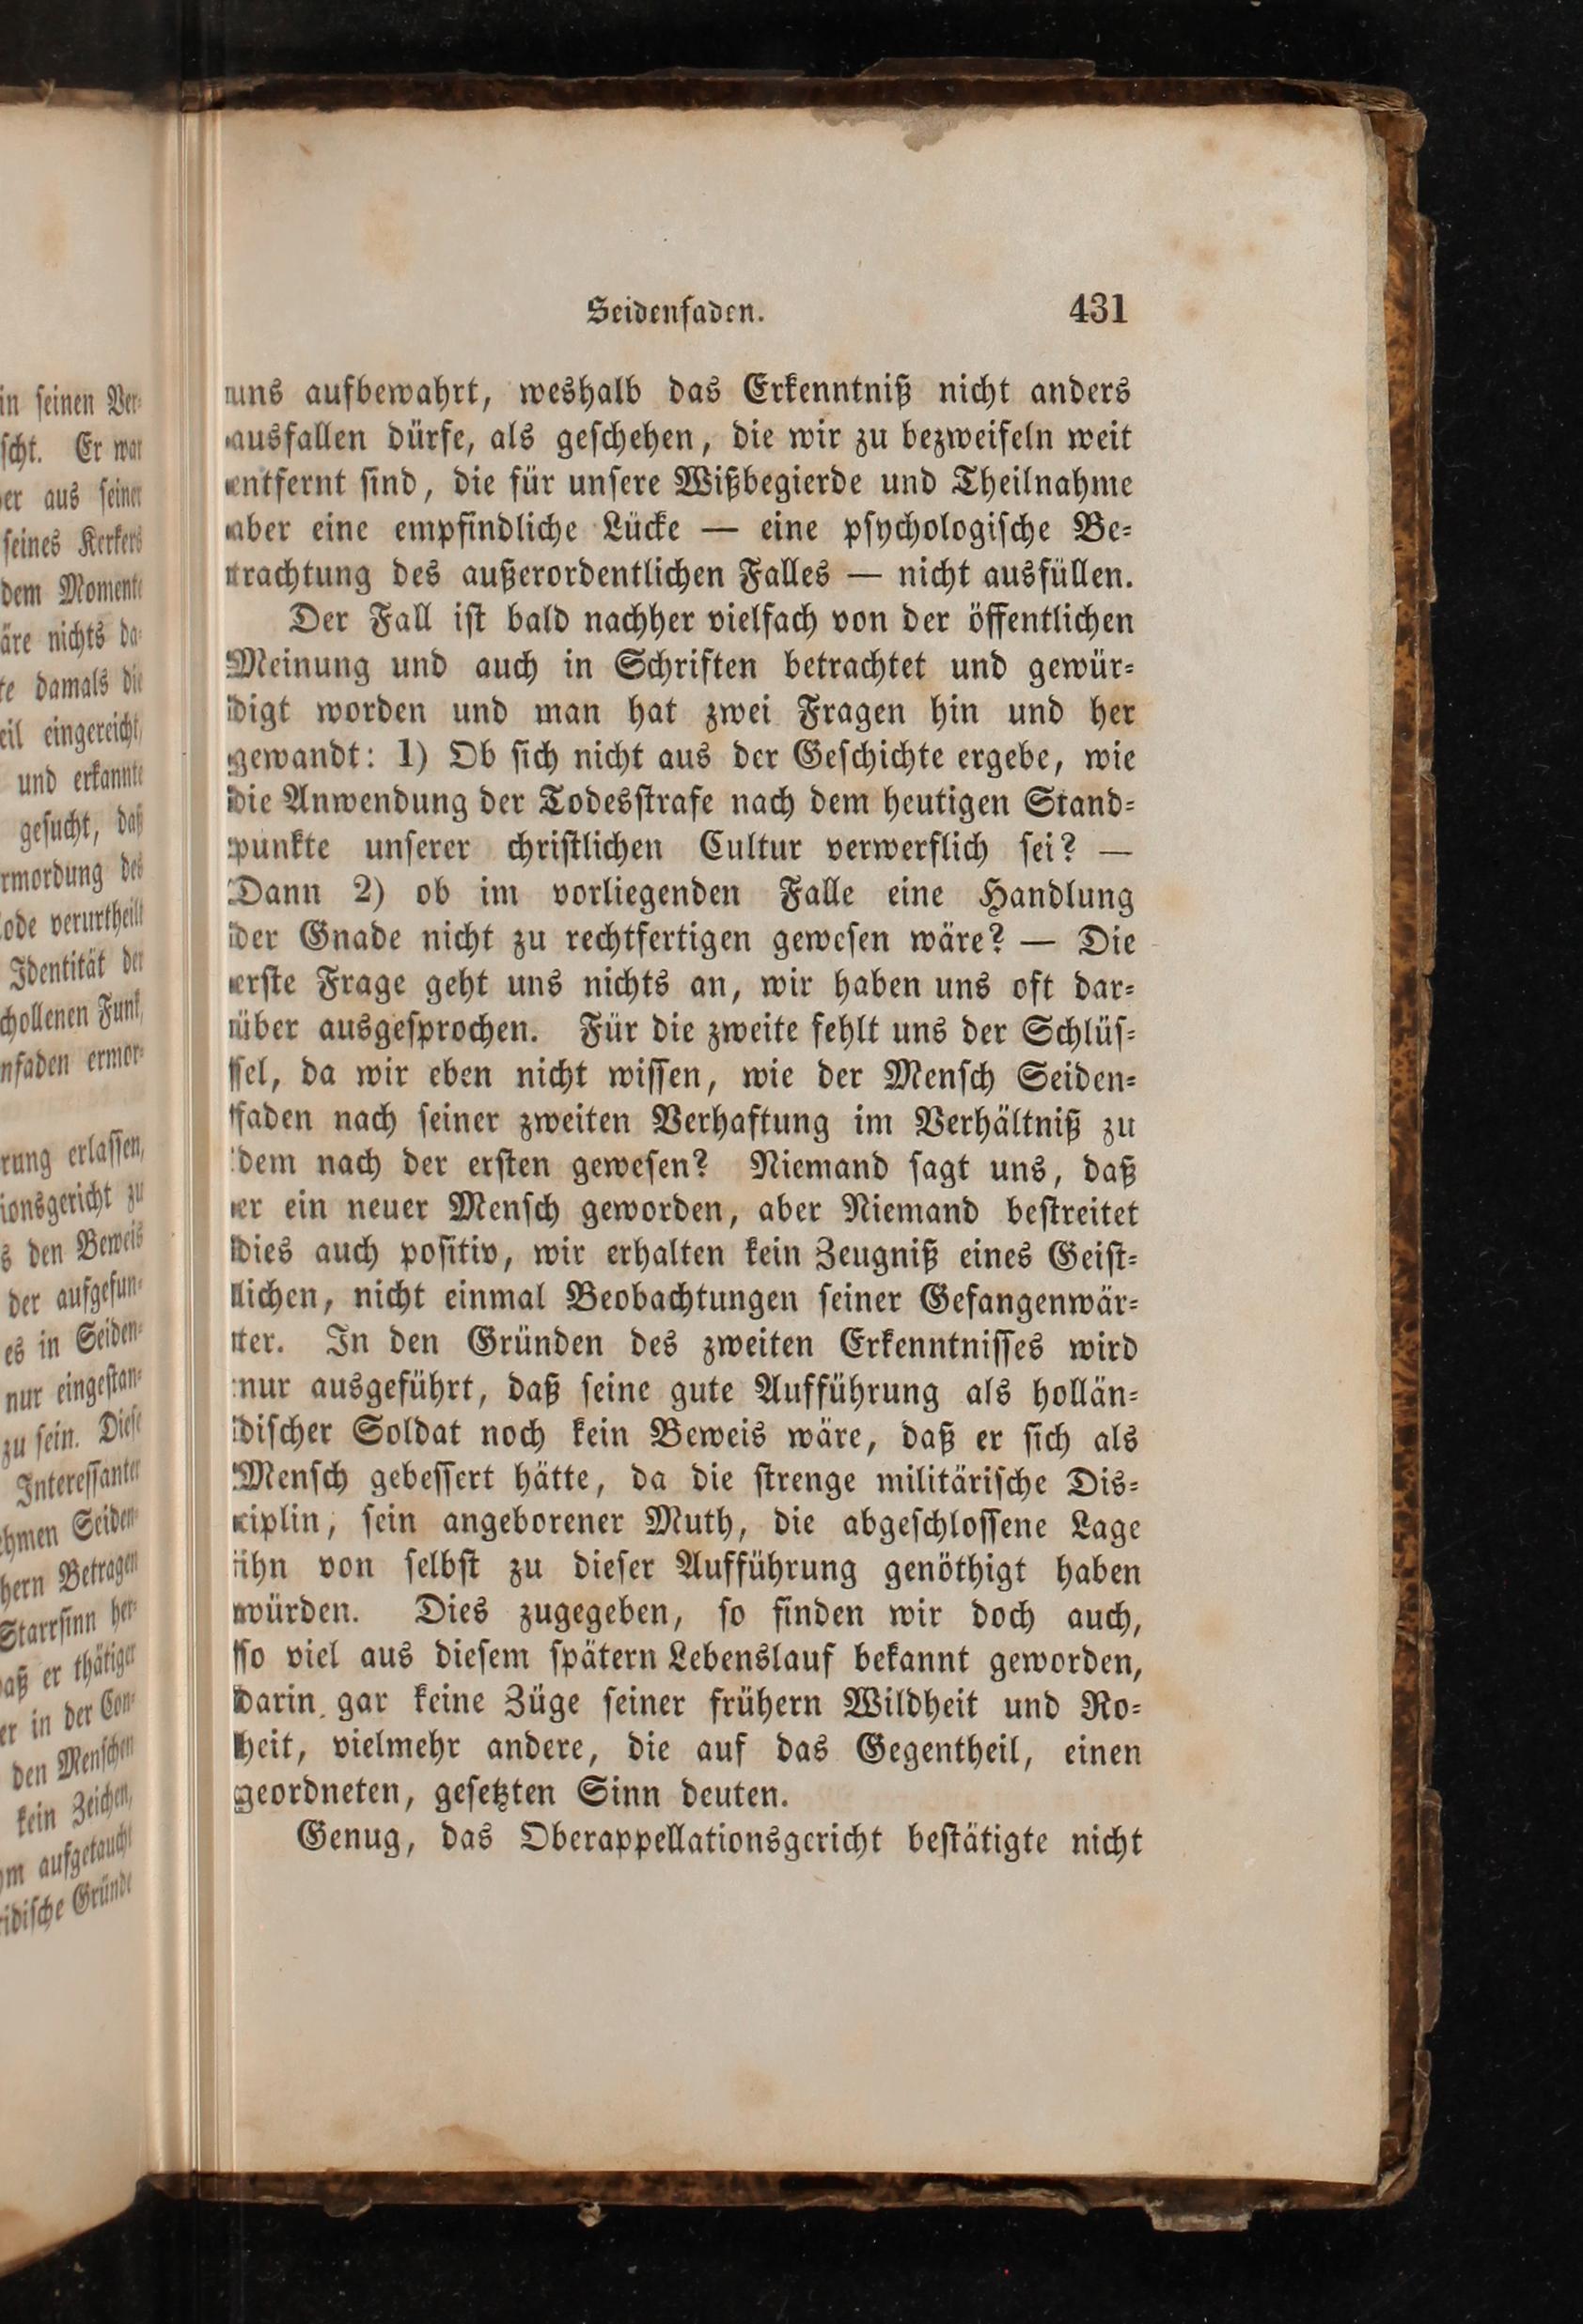 Seidenfaden. 431
uns aufbewahrt, weshalb das Erkenntniß nicht anders
ausfallen dürfe, als geschehen, die wir zu bezweifeln weit
entfernt sind, die für unsere Wißbegierde und Theilnahme
aber eine empfindliche Lücke — eine psychologische Be-
trachtung des außerordentlichen Falles — nicht ausfüllen.
Der Fall ist bald nachher vielfach von der öffentlichen
Meinung und auch in Schriften betrachtet und gewür-
digt worden und man hat zwei Fragen hin und her
gewandt: 1) Ob sich nicht aus der Geschichte ergebe, wie
die Anwendung der Todesstrafe nach dem heutigen Stand-
punkte unserer christlichen Cultur verwerflich sei? —
Dann 2) ob im vorliegenden Falle eine Handlung
der Gnade nicht zu rechtfertigen gewesen wäre? — Die
erste Frage geht uns nichts an, wir haben uns oft dar-
über ausgesprochen. Für die zweite fehlt uns der Schlüs-
sel, da wir eben nicht wissen, wie der Mensch Seiden-
faden nach seiner zweiten Verhaftung im Verhältniß zu
dem nach der ersten gewesen? Niemand sagt uns, daß
er ein neuer Mensch geworden, aber Niemand bestreitet
dies auch positiv, wir erhalten kein Zeugniß eines Geist-
lichen, nicht einmal Beobachtungen seiner Gefangenwär-
ter. In den Gründen des zweiten Erkenntnisses wird
nur ausgeführt, daß seine gute Aufführung als hollän-
discher Soldat noch kein Beweis wäre, daß er sich als
Mensch gebessert hätte, da die strenge militärische Dis-
ciplin, sein angeborener Muth, die abgeschlossene Lage
ihn von selbst zu dieser Aufführung genöthigt haben
würden. Dies zugegeben, so finden wir doch auch,
so viel aus diesem spätern Lebenslauf bekannt geworden,
darin gar keine Züge seiner frühern Wildheit und Ro-
heit, vielmehr andere, die auf das Gegentheil, einen
geordneten, gesetzten Sinn deuten.
Genug, das Oberappellationsgericht bestätigte nicht